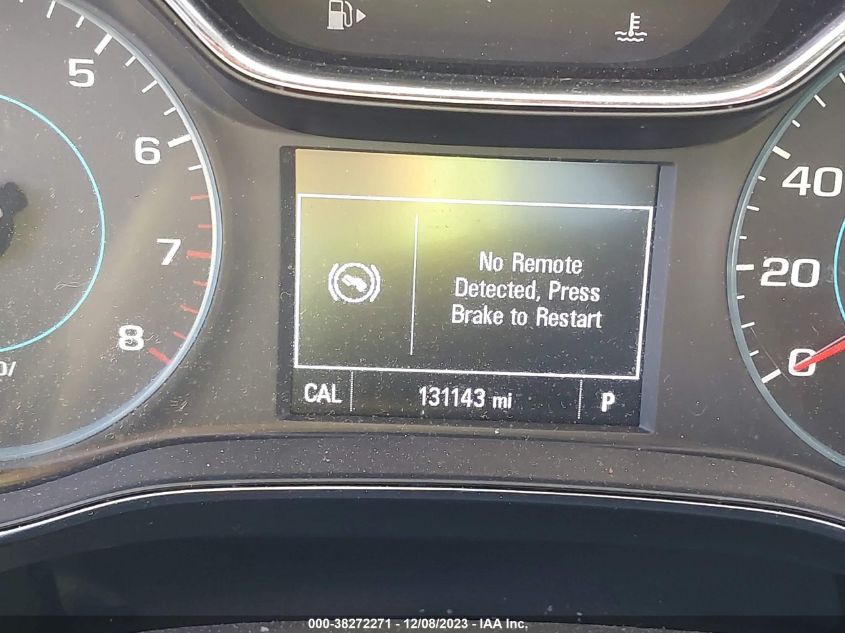 5
6
7
8
40
20
0
No Remote
Detected, Press
Brake to Restart
CAL 131143 mi P
000-38272271 - 12/08/2023 - IAA Inc.